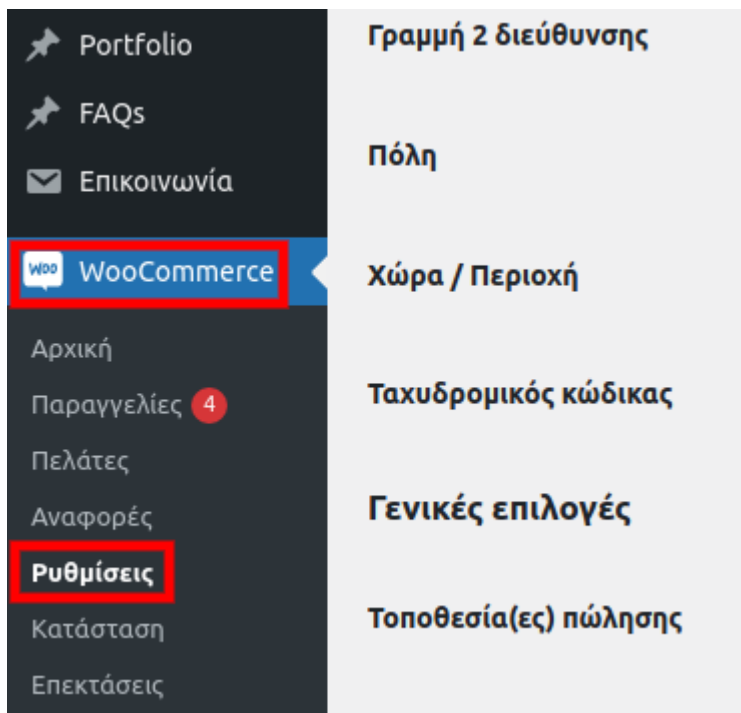 Portfolio
FAQs
Επικοινωνία
Woo WooCommerce
Αρχική
Παραγγελίες 4
Πελάτες
Αναφορές
Ρυθμίσεις
Κατάσταση
Επεκτάσεις
Γραμμή 2 διεύθυνσης
Πόλη
Χώρα / Περιοχή
Ταχυδρομικός κώδικας
Γενικές επιλογές
Τοποθεσία(ες) πώλησης